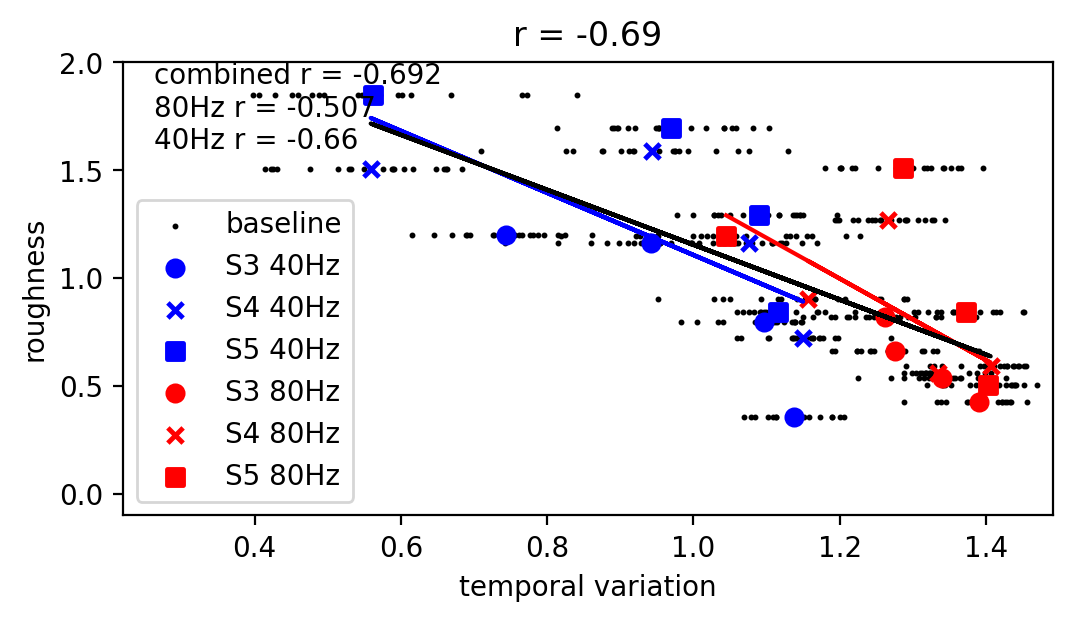 r = -0.69
combined r = -0.692
80Hz r = -0.507
40Hz r = -0.66
baseline
S3 40Hz
S4 40Hz
S5 40Hz
S3 80Hz
S4 80Hz
S5 80Hz
roughness
2.0
1.5
1.0
0.5
0.0
0.4 0.6 0.8 1.0 1.2 1.4
temporal variation